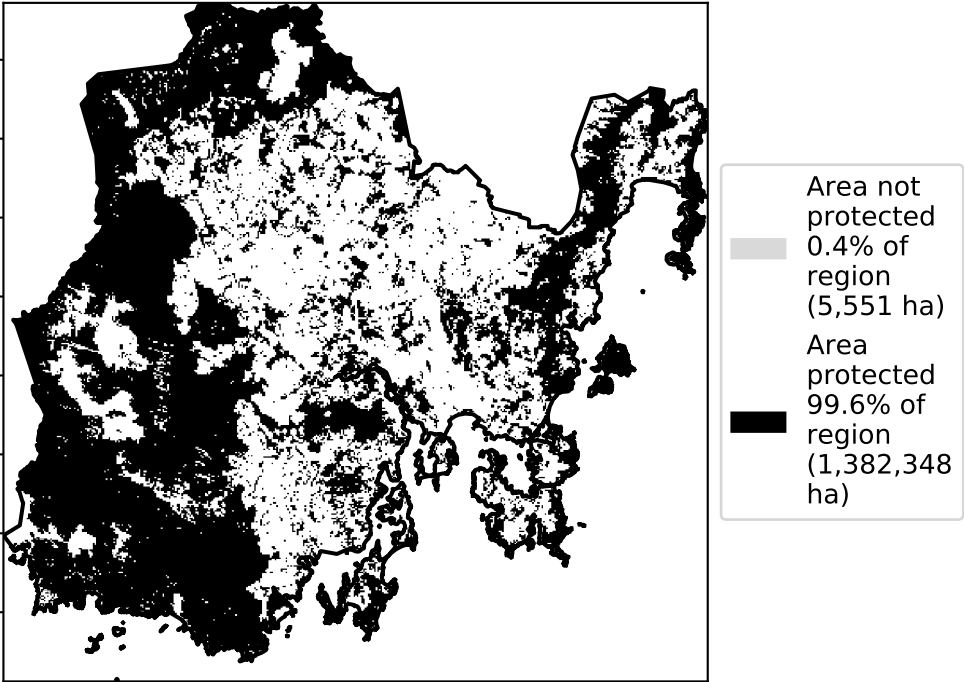 Area not
protected
0.4% of
region
(5,551 ha)
Area
protected
99.6% of
region
(1,382,348
ha)